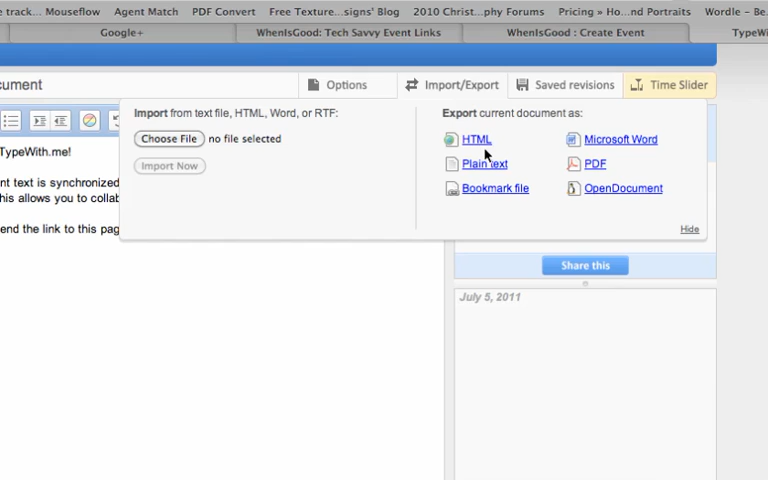 e track... Mouseflow Agent Match PDF Convert Free Texture...signs' Blog 2010 Christ...phy Forums Pricing » Ho...nd Portraits Wordle - Be
Google+ WhenIsGood: Tech Savvy Event Links WhenIsGood : Create Event TypeWi
cument Options Import/Export Saved revisions Time Slider
Import from text file, HTML, Word, or RTF: Export current document as:
Choose File no file selected HTML Microsoft Word
TypeWith.me!
Import Now Plain text PDF
nt text is synchronized Bookmark file OpenDocument
his allows you to collab
end the link to this pag Hide
Share this
July 5, 2011